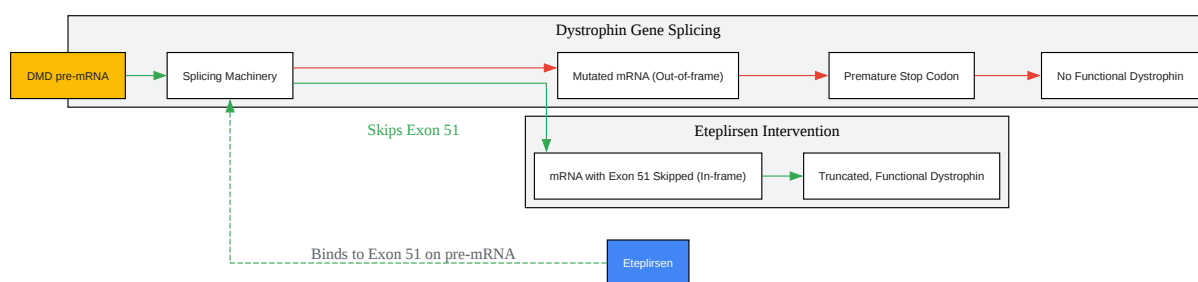 Dystrophin Gene Splicing
DMD pre-mRNA
Splicing Machinery
Mutated mRNA (Out-of-frame)
Premature Stop Codon
No Functional Dystrophin
Skips Exon 51
Eteplirsen Intervention
mRNA with Exon 51 Skipped (In-frame)
Truncated, Functional Dystrophin
Binds to Exon 51 on pre-mRNA
Eteplirsen